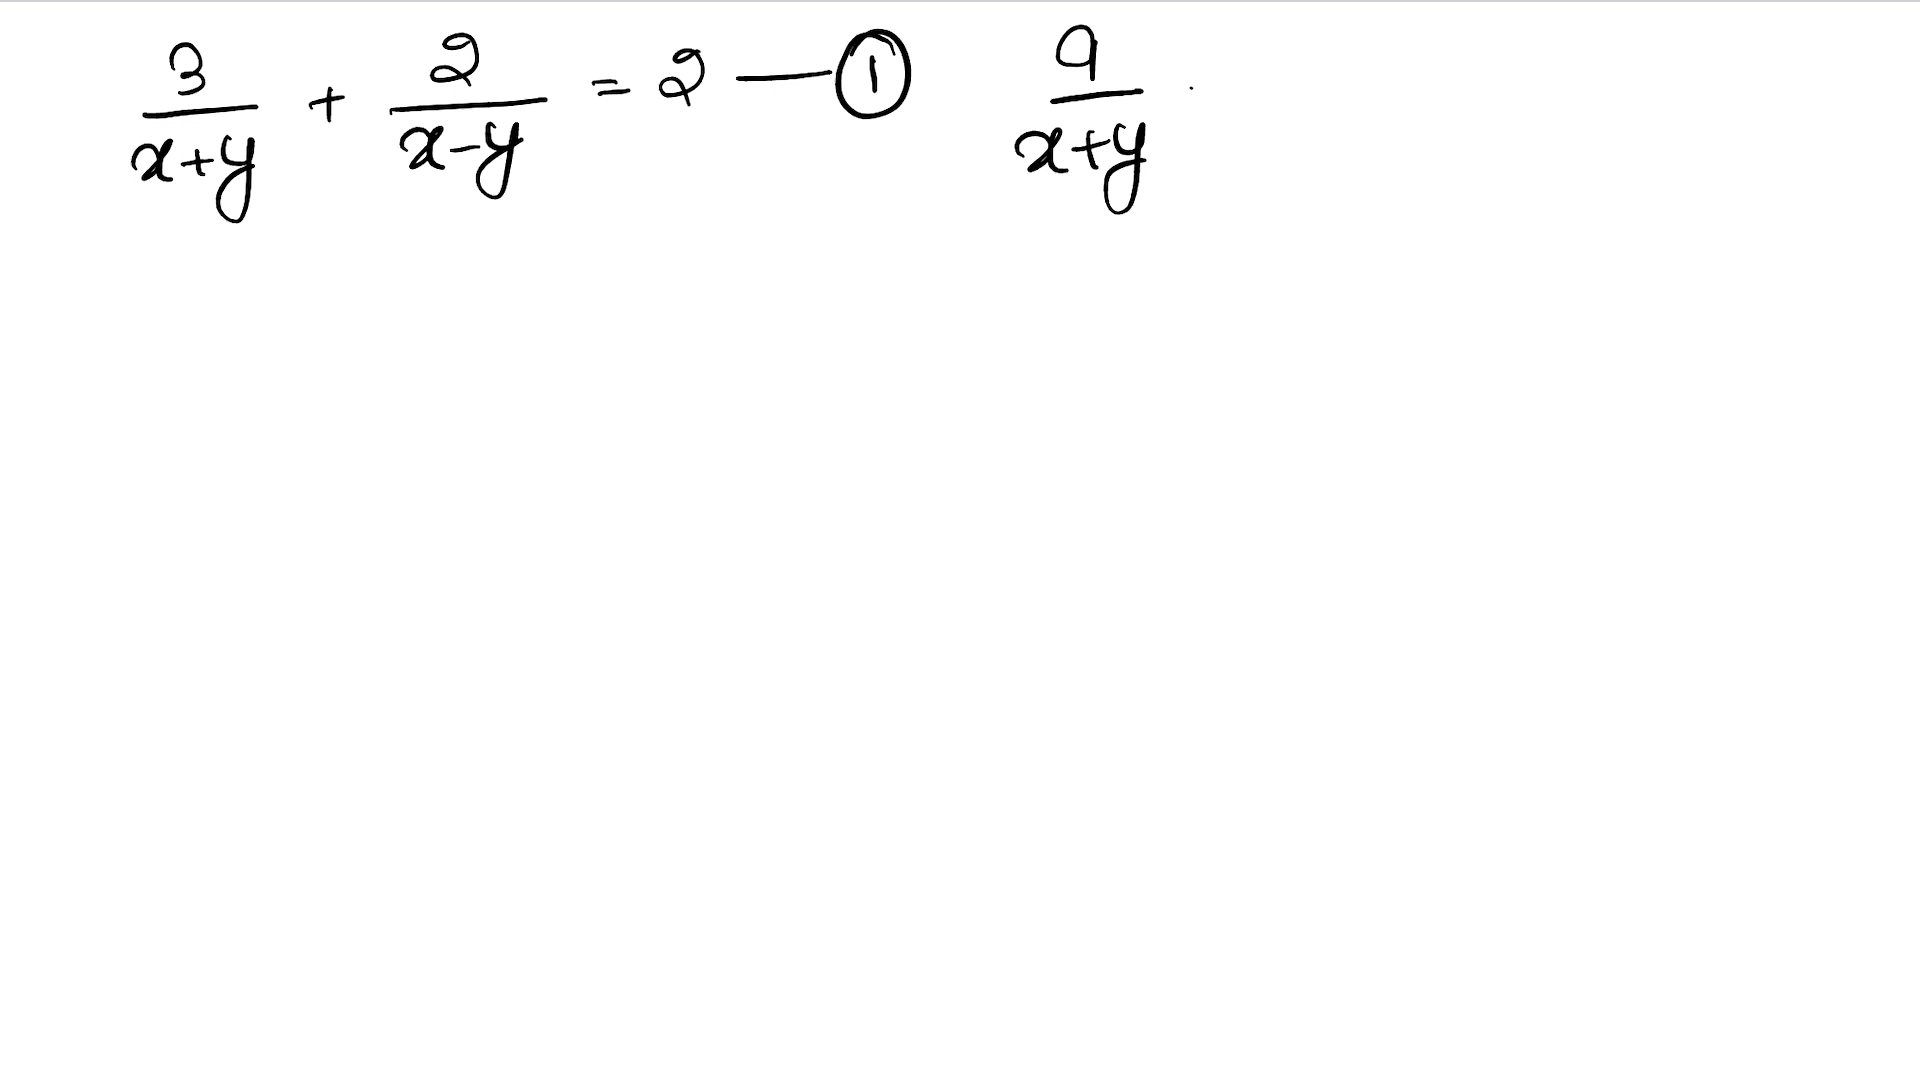 3/(x+y) + 2/(x-y) = 2 — ① 9/(x+y)